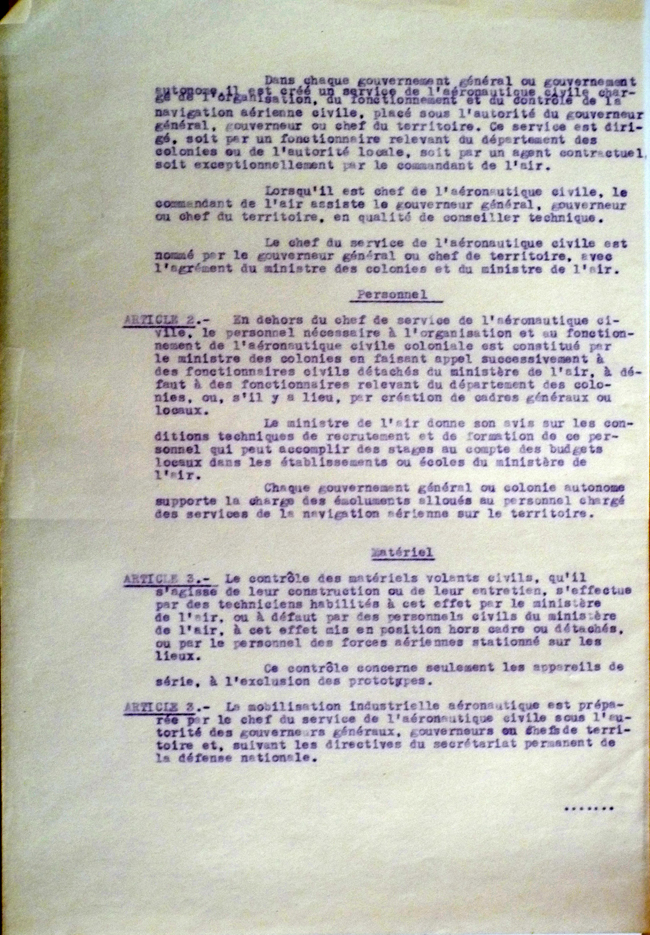 Dans chaque gouvernement général ou gouvernement
autonome il est créé un service de l'aéronautique civile char-
gé de l'organisation, du fonctionnement et du contrôle de la
navigation aérienne civile, placé sous l'autorité du gouverneur
général, gouverneur ou chef du territoire. Ce service est diri-
gé, soit par un fonctionnaire relevant du département des
colonies ou de l'autorité locale, soit par un agent contractuel,
soit exceptionnellement par le commandant de l'air.
Lorsqu'il est chef de l'aéronautique civile, le
commandant de l'air assiste le gouverneur général, gouverneur
ou chef du territoire, en qualité de conseiller technique.
Le chef du service de l'aéronautique civile est
nommé par le gouverneur général ou chef de territoire, avec
l'agrément du ministre des colonies et du ministre de l'air.
Personnel
ARTICLE 2.- En dehors du chef de service de l'aéronautique ci-
vile, le personnel nécessaire à l'organisation et au fonction-
nement de l'aéronautique civile coloniale est constitué par
le ministre des colonies en faisant appel successivement à
des fonctionnaires civils détachés du ministère de l'air, à dé-
faut à des fonctionnaires relevant du département des colo-
nies, ou, s'il y a lieu, par création de cadres généraux ou
locaux.
Le ministre de l'air donne son avis sur les con-
ditions techniques de recrutement et de formation de ce per-
sonnel qui peut accomplir des stages au compte des budgets
locaux dans les établissements ou écoles du ministère de
l'air.
Chaque gouvernement général ou colonie autonome
supporte la charge des émoluments alloués au personnel chargé
des services de la navigation aérienne sur le territoire.
Matériel
ARTICLE 3.- Le contrôle des matériels volants civils, qu'il
s'agisse de leur construction ou de leur entretien, s'effectue
par des techniciens habilités à cet effet par le ministère
de l'air, ou à défaut par des personnels civils du ministère
de l'air, à cet effet mis en position hors cadre ou détachés,
ou par le personnel des forces aériennes stationné sur les
lieux.
Ce contrôle concerne seulement les appareils de
série, à l'exclusion des prototypes.
ARTICLE 3.- La mobilisation industrielle aéronautique est prépa-
rée par le chef du service de l'aéronautique civile sous l'au-
torité des gouverneurs généraux, gouverneurs ou chefs de terri-
toire et, suivant les directives du secrétariat permanent de
la défense nationale.
.......